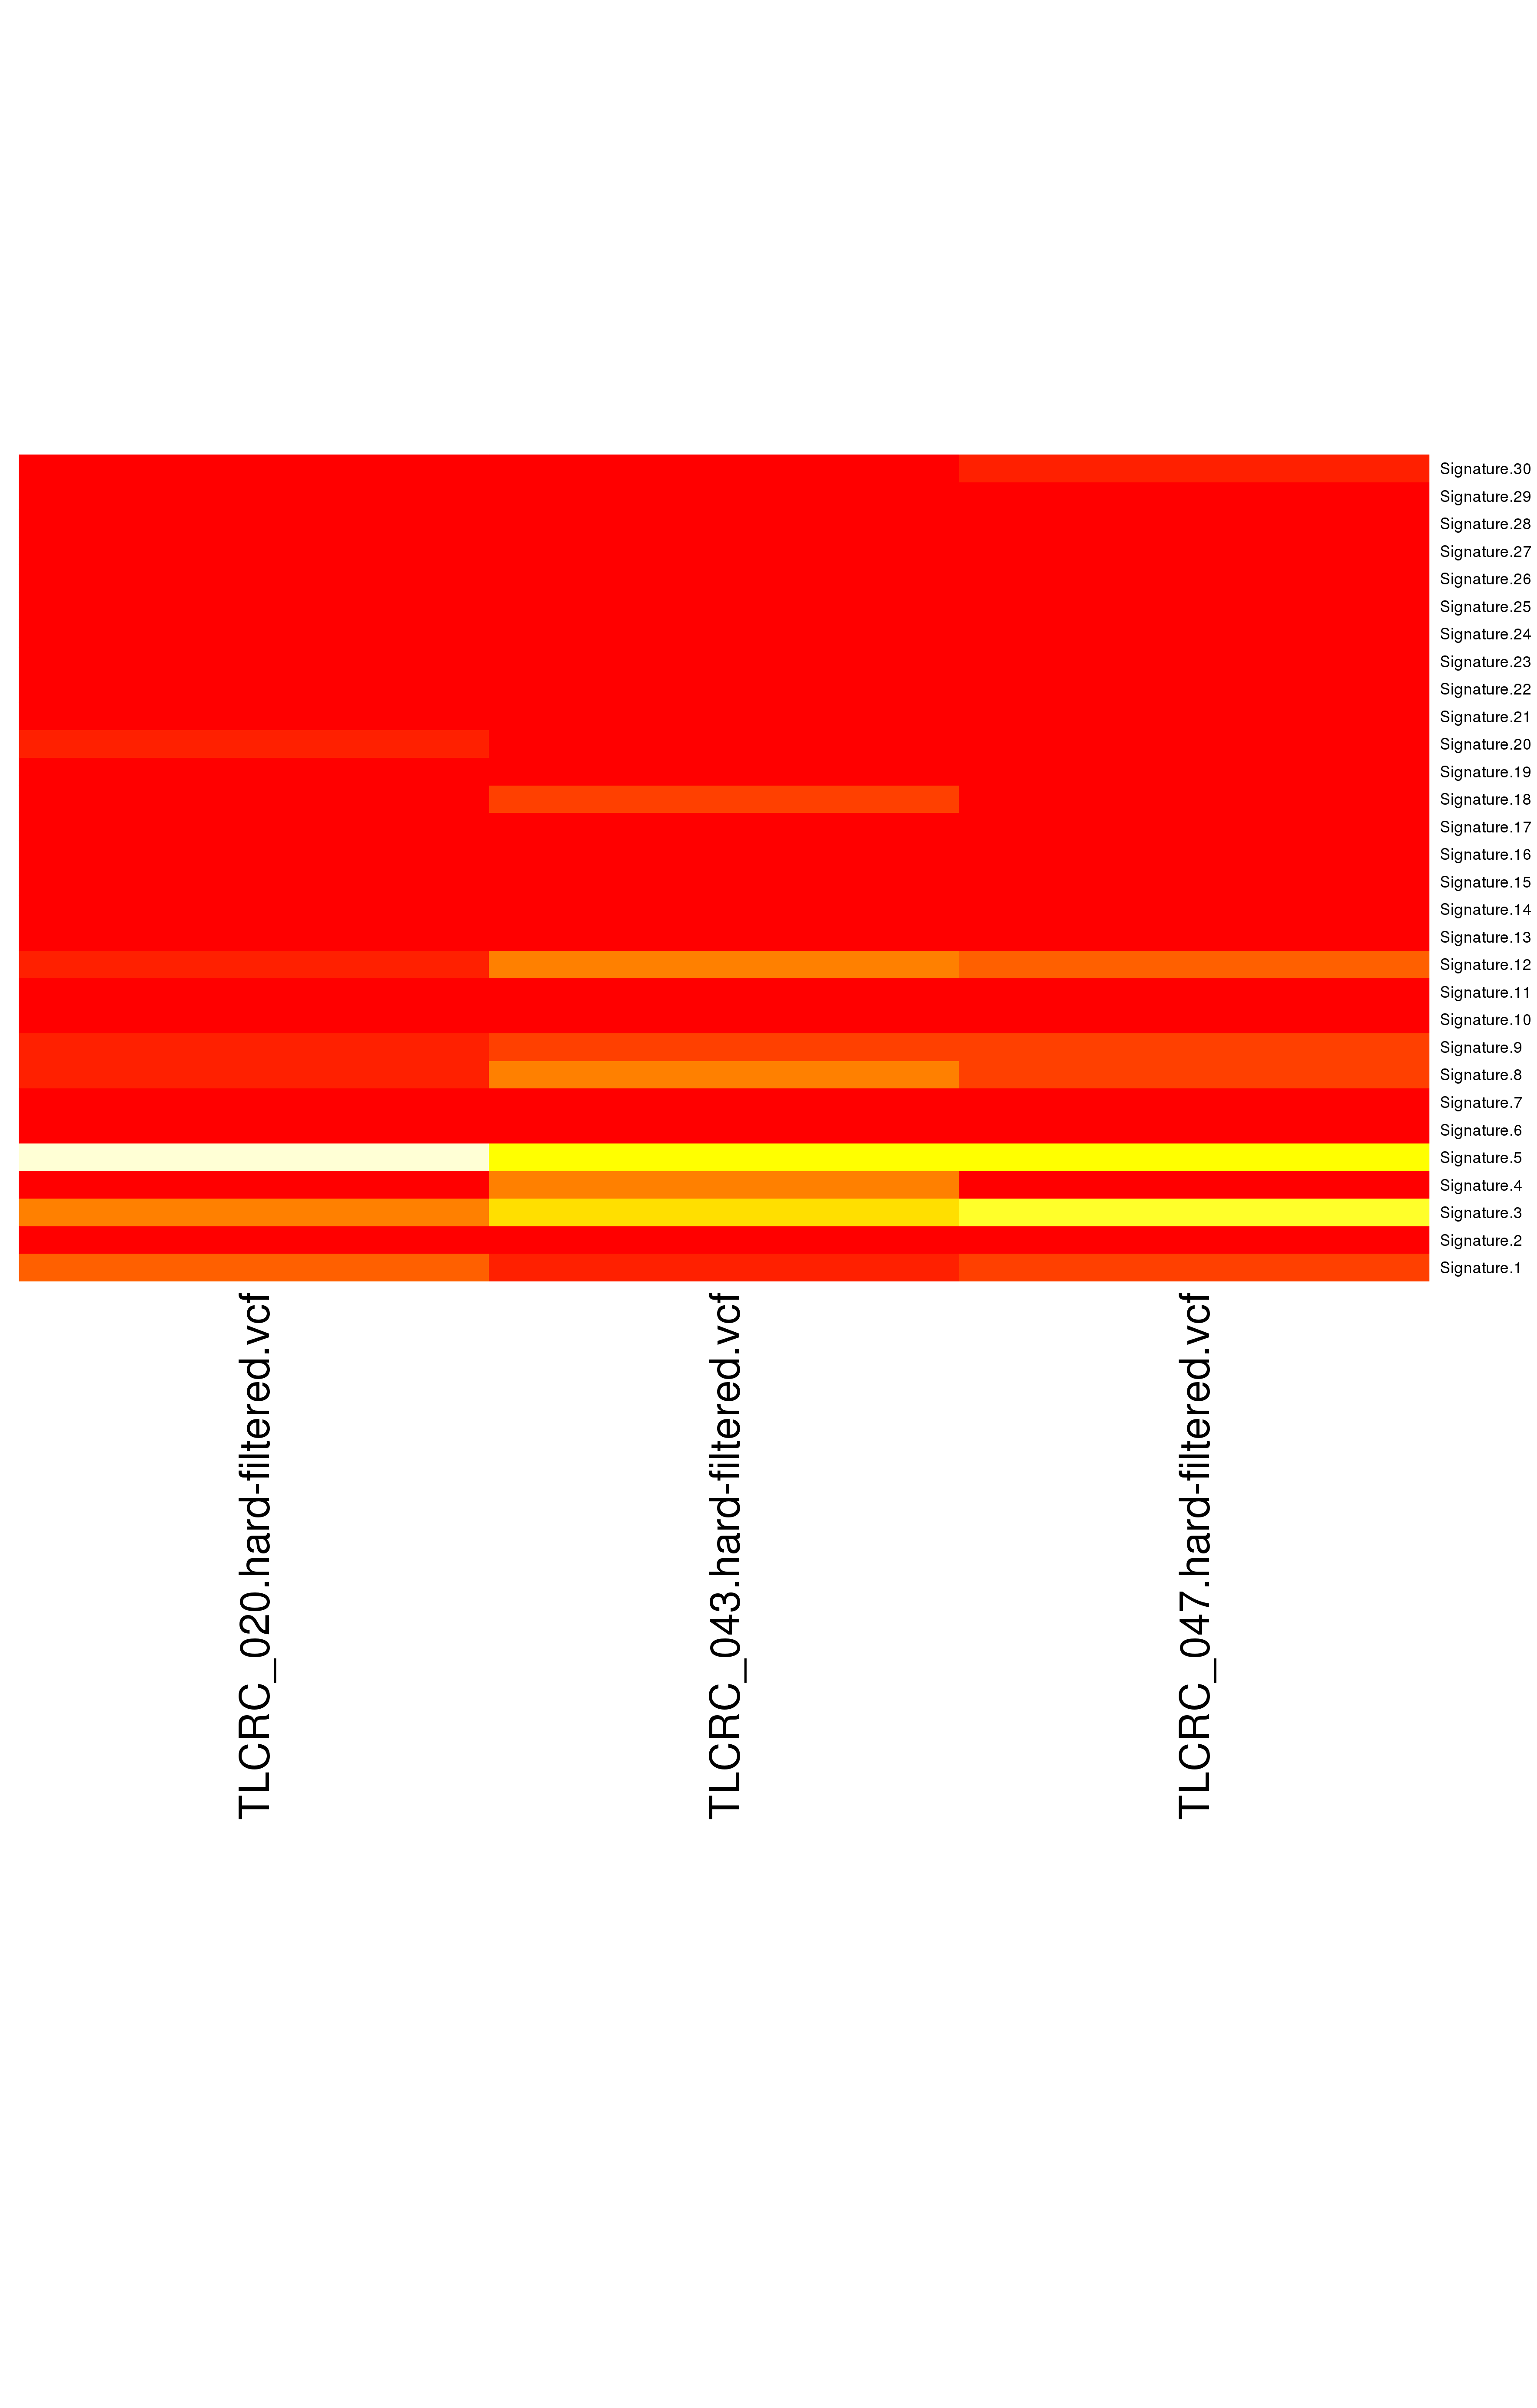 Signature.30
Signature.29
Signature.28
Signature.27
Signature.26
Signature.25
Signature.24
Signature.23
Signature.22
Signature.21
Signature.20
Signature.19
Signature.18
Signature.17
Signature.16
Signature.15
Signature.14
Signature.13
Signature.12
Signature.11
Signature.10
Signature.9
Signature.8
Signature.7
Signature.6
Signature.5
Signature.4
Signature.3
Signature.2
Signature.1
TLCRC_020.hard-filtered.vcf
TLCRC_043.hard-filtered.vcf
TLCRC_047.hard-filtered.vcf